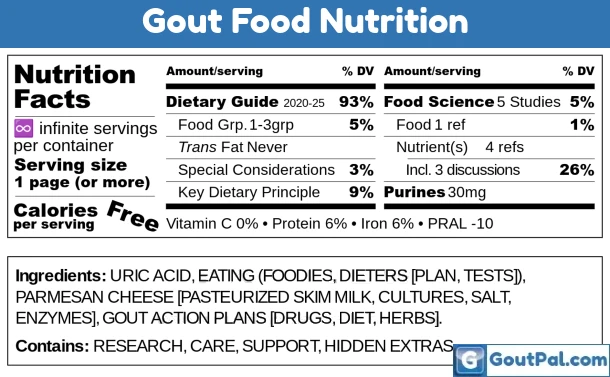 Gout Food Nutrition
Nutrition
Facts
♾ infinite servings
per container
Serving size
1 page (or more)
Calories Free
per serving
Amount/serving % DV
Dietary Guide 2020-25 93%
Food Grp.1-3grp 5%
Trans Fat Never
Special Considerations 3%
Key Dietary Principle 9%
Amount/serving % DV
Food Science 5 Studies 5%
Food 1 ref 1%
Nutrient(s) 4 refs
Incl. 3 discussions 26%
Purines 30mg
Vitamin C 0% • Protein 6% • Iron 6% • PRAL -10
Ingredients: URIC ACID, EATING (FOODIES, DIETERS [PLAN, TESTS]),
PARMESAN CHEESE [PASTEURIZED SKIM MILK, CULTURES, SALT,
ENZYMES], GOUT ACTION PLANS [DRUGS, DIET, HERBS].
Contains: RESEARCH, CARE, SUPPORT, HIDDEN EXTRAS
GoutPal.com